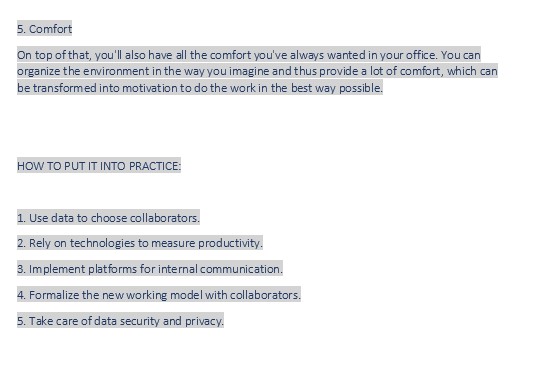 5. Comfort
On top of that, you'll also have all the comfort you've always wanted in your office. You can
organize the environment in the way you imagine and thus provide a lot of comfort, which can
be transformed into motivation to do the work in the best way possible.
HOW TO PUT IT INTO PRACTICE:
1. Use data to choose collaborators.
2. Rely on technologies to measure productivity.
3. Implement platforms for internal communication.
4. Formalize the new working model with collaborators.
5. Take care of data security and privacy.